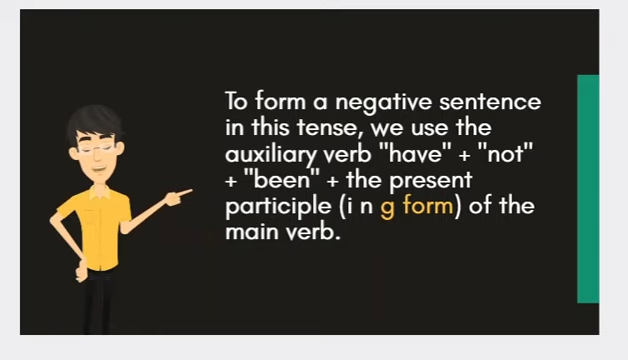 To form a negative sentence
in this tense, we use the
auxiliary verb "have" + "not"
+ "been" + the present
participle (i n g form) of the
main verb.